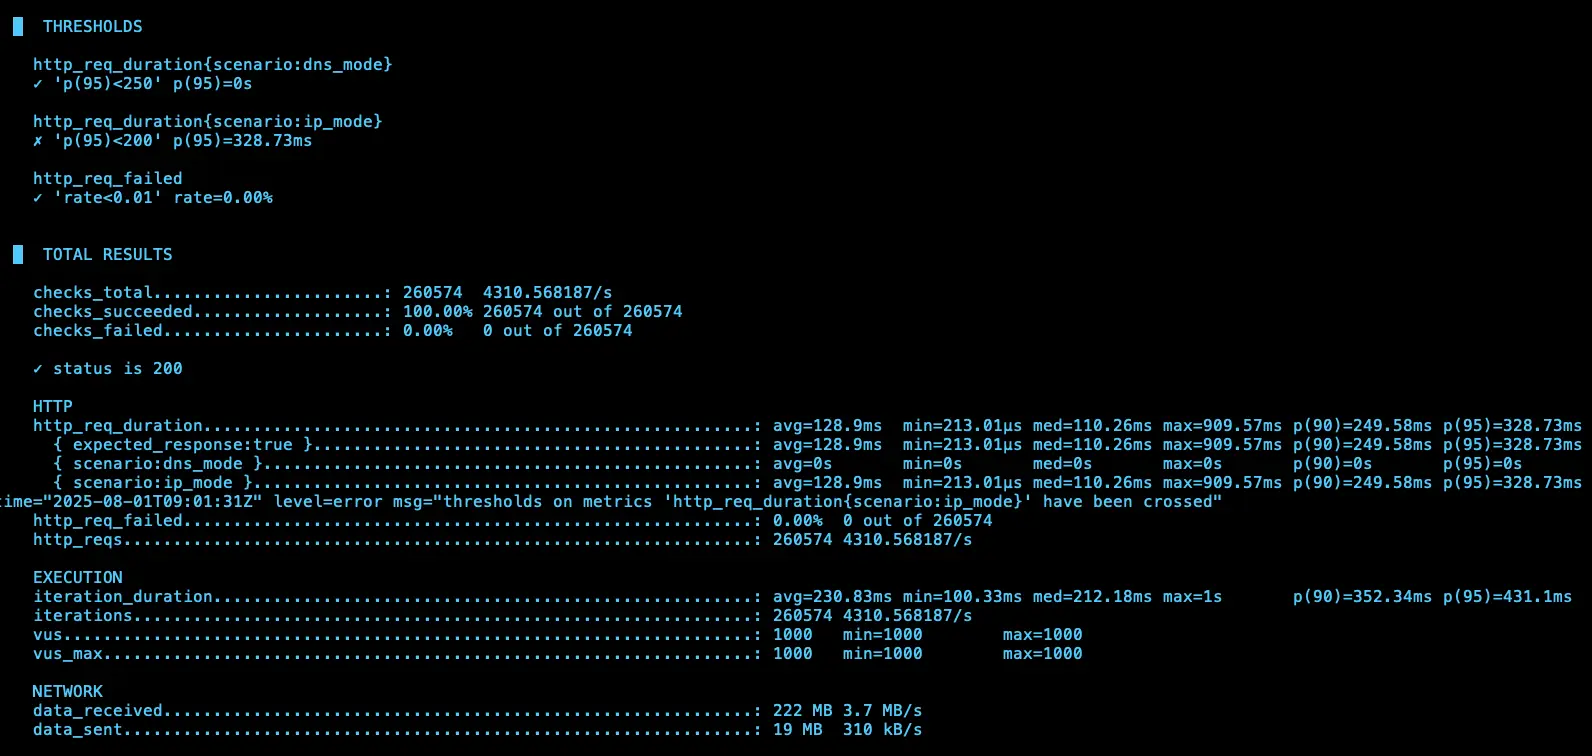 █ THRESHOLDS
http_req_duration{scenario:dns_mode}
✓ 'p(95)<250' p(95)=0s
http_req_duration{scenario:ip_mode}
✗ 'p(95)<200' p(95)=328.73ms
http_req_failed
✓ 'rate<0.01' rate=0.00%
█ TOTAL RESULTS
checks_total.......................: 260574 4310.568187/s
checks_succeeded...................: 100.00% 260574 out of 260574
checks_failed......................: 0.00% 0 out of 260574
✓ status is 200
HTTP
http_req_duration.......................................................: avg=128.9ms min=213.01µs med=110.26ms max=909.57ms p(90)=249.58ms p(95)=328.73ms
{ expected_response:true }............................................: avg=128.9ms min=213.01µs med=110.26ms max=909.57ms p(90)=249.58ms p(95)=328.73ms
{ scenario:dns_mode }.................................................: avg=0s min=0s med=0s max=0s p(90)=0s p(95)=0s
{ scenario:ip_mode }..................................................: avg=128.9ms min=213.01µs med=110.26ms max=909.57ms p(90)=249.58ms p(95)=328.73ms
time="2025-08-01T09:01:31Z" level=error msg="thresholds on metrics 'http_req_duration{scenario:ip_mode}' have been crossed"
http_req_failed.........................................................: 0.00% 0 out of 260574
http_reqs...............................................................: 260574 4310.568187/s
EXECUTION
iteration_duration......................................................: avg=230.83ms min=100.33ms med=212.18ms max=1s p(90)=352.34ms p(95)=431.1ms
iterations..............................................................: 260574 4310.568187/s
vus.....................................................................: 1000 min=1000 max=1000
vus_max.................................................................: 1000 min=1000 max=1000
NETWORK
data_received...........................................................: 222 MB 3.7 MB/s
data_sent...............................................................: 19 MB 310 kB/s